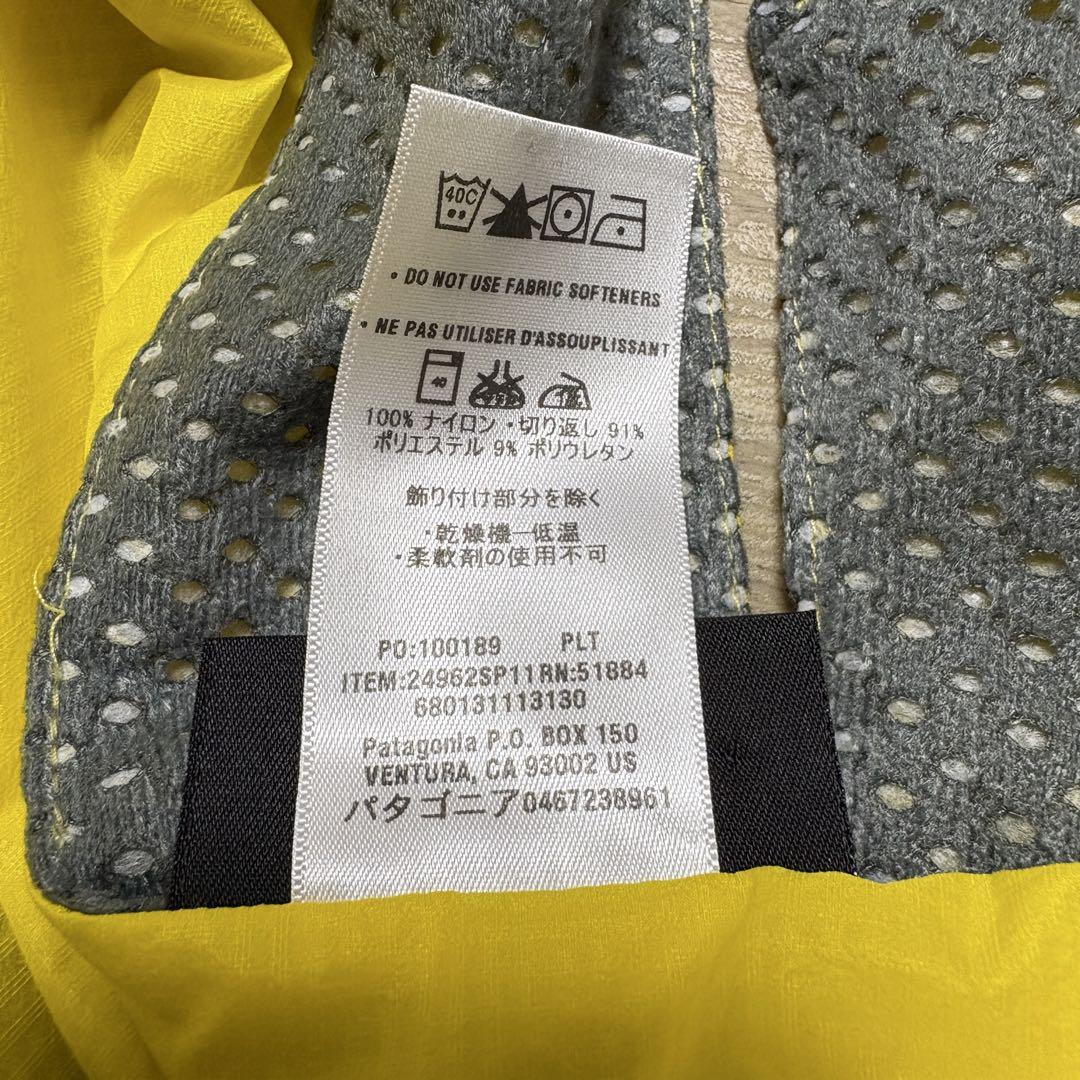 40C
• DO NOT USE FABRIC SOFTENERS
• NE PAS UTILISER D'ASSOUPLISSANT
40
100% ナイロン ・切り返し 91%
ポリエステル 9% ポリウレタン
飾り付け部分を除く
・乾燥機一低温
・柔軟剤の使用不可
PO:100189 PLT
ITEM:24962SP11RN:51884
680131113130
Patagonia P.O. BOX 150
VENTURA, CA 93002 US
パタゴニア0467238961